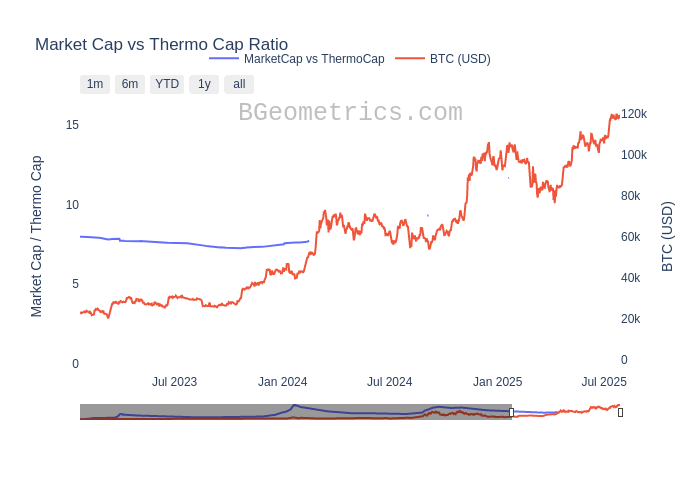 Market Cap vs Thermo Cap Ratio
MarketCap vs ThermoCap
BTC (USD)
1m
6m
YTD
1y
all
BGeometrics.com
15
10
5
0
Market Cap / Thermo Cap
120k
100k
80k
60k
40k
20k
0
BTC (USD)
Jul 2023
Jan 2024
Jul 2024
Jan 2025
Jul 2025